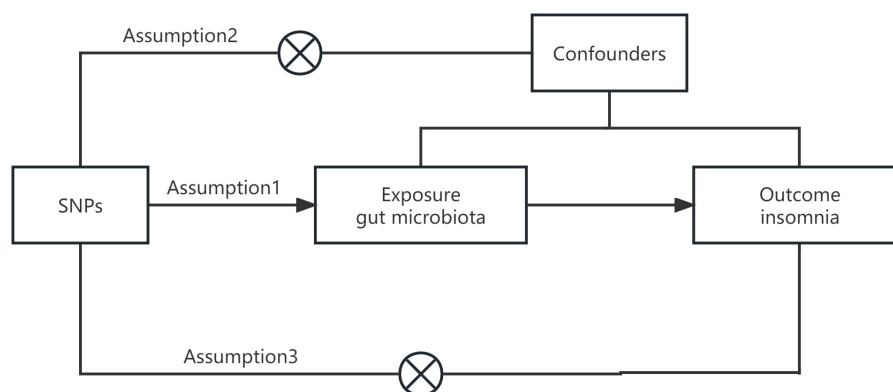 Assumption2
Confounders
Assumption1
SNPs
Exposure
gut microbiota
Outcome
insomnia
Assumption3